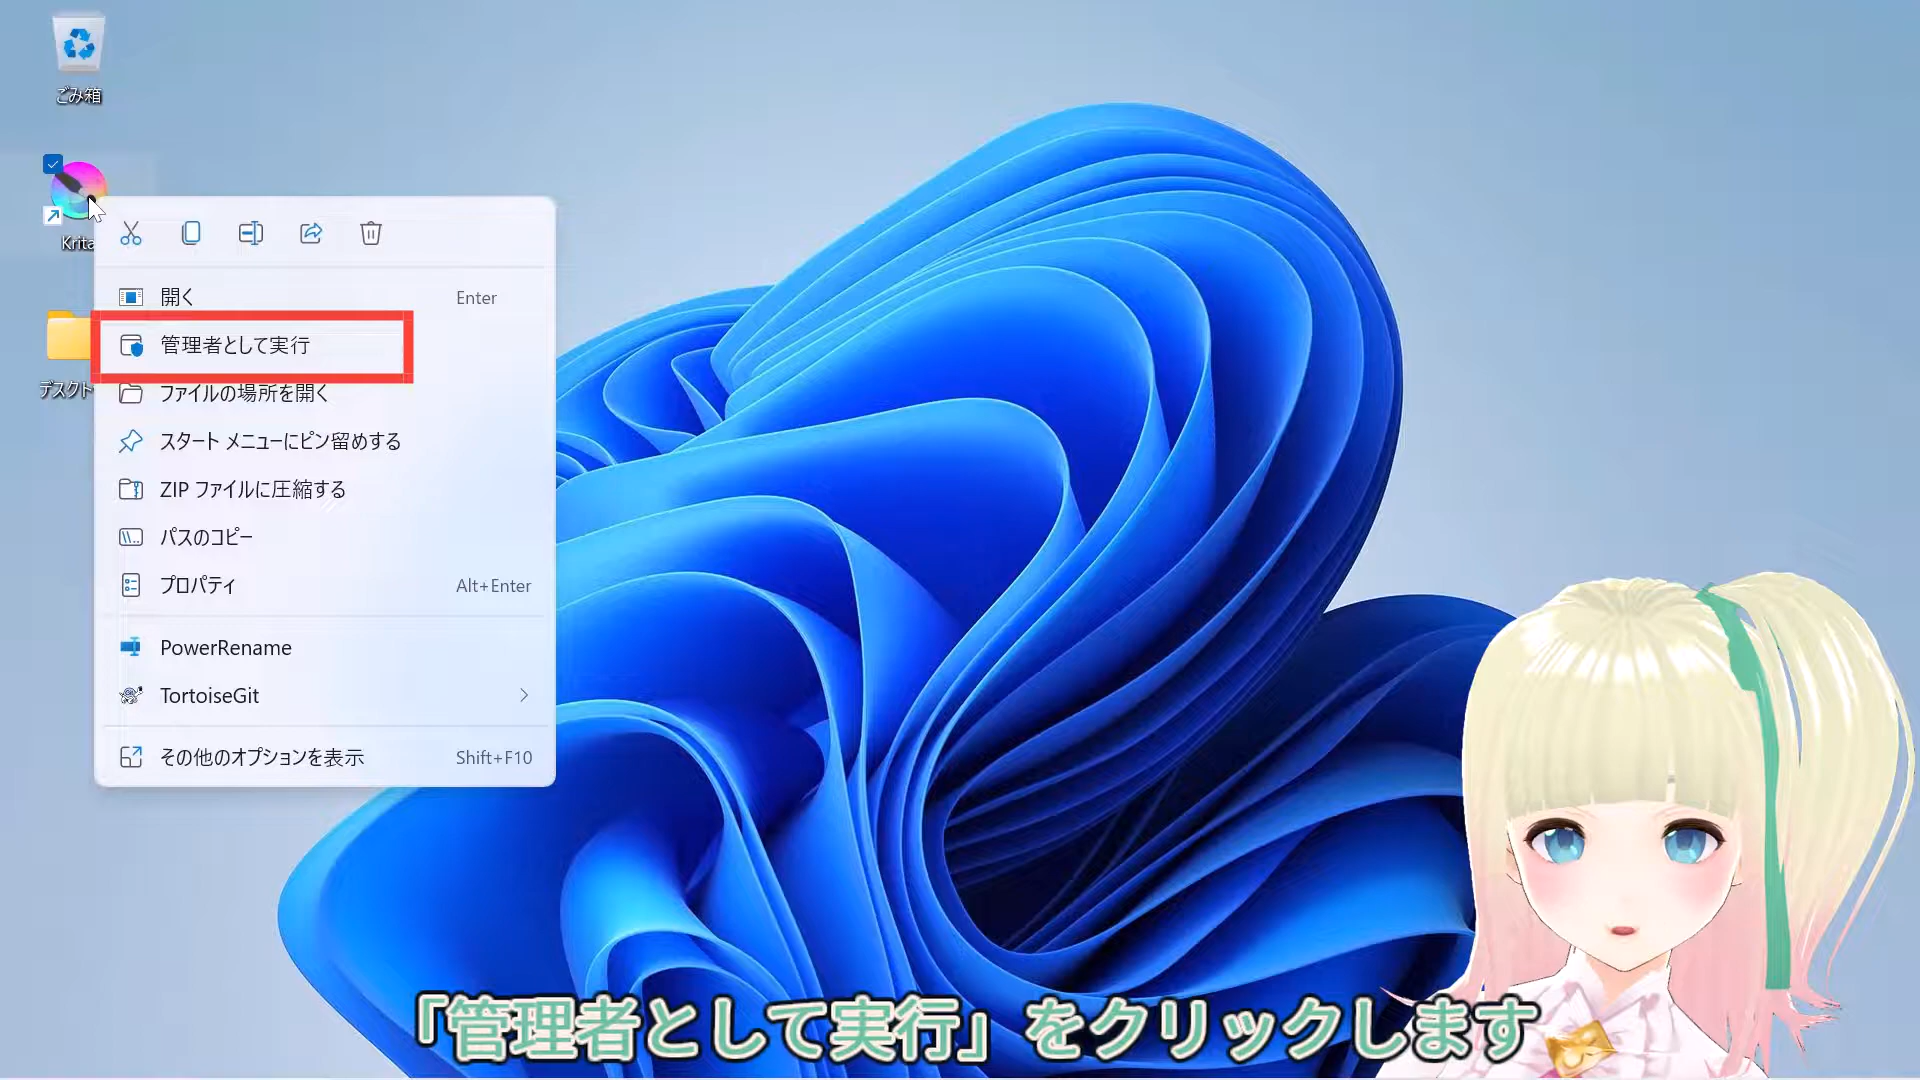 ごみ箱
Krita
デスクト
開く Enter
管理者として実行
ファイルの場所を開く
スタート メニューにピン留めする
ZIP ファイルに圧縮する
パスのコピー
プロパティ Alt+Enter
PowerRename
TortoiseGit
その他のオプションを表示 Shift+F10
「管理者として実行」をクリックします